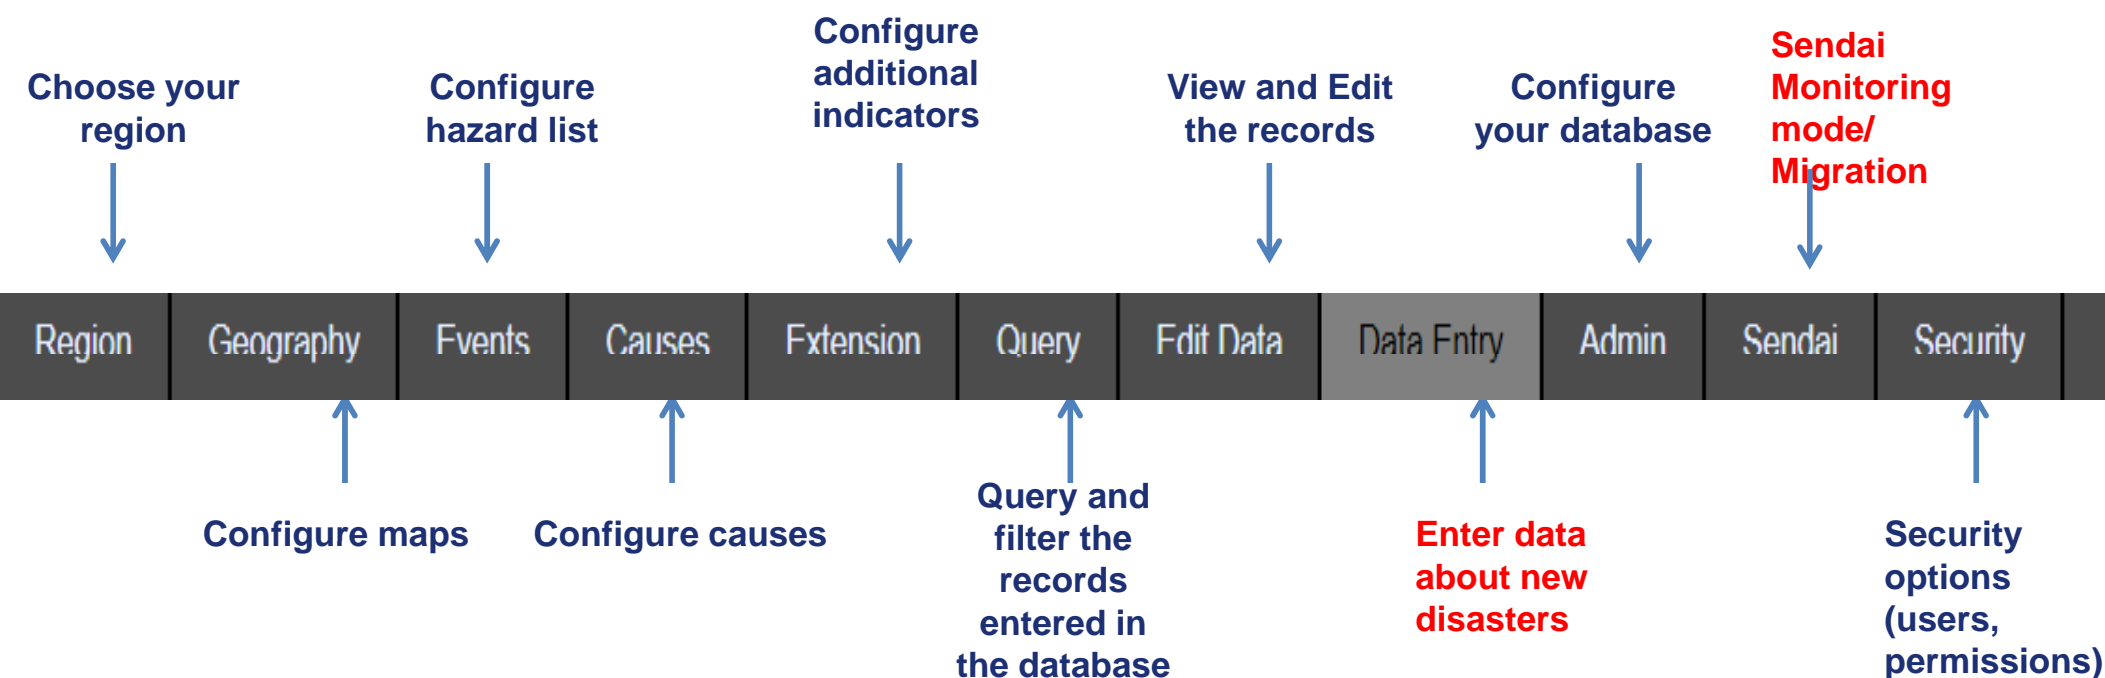 Choose your
region
Configure
hazard list
Configure
additional
indicators
View and Edit
the records
Configure
your database
Sendai
Monitoring
mode/
Migration
Region Geography Events Causes Extension Query Edit Data Data Entry Admin Sendai Security
Configure maps
Configure causes
Query and
filter the
records
entered in
the database
Enter data
about new
disasters
Security
options
(users,
permissions)